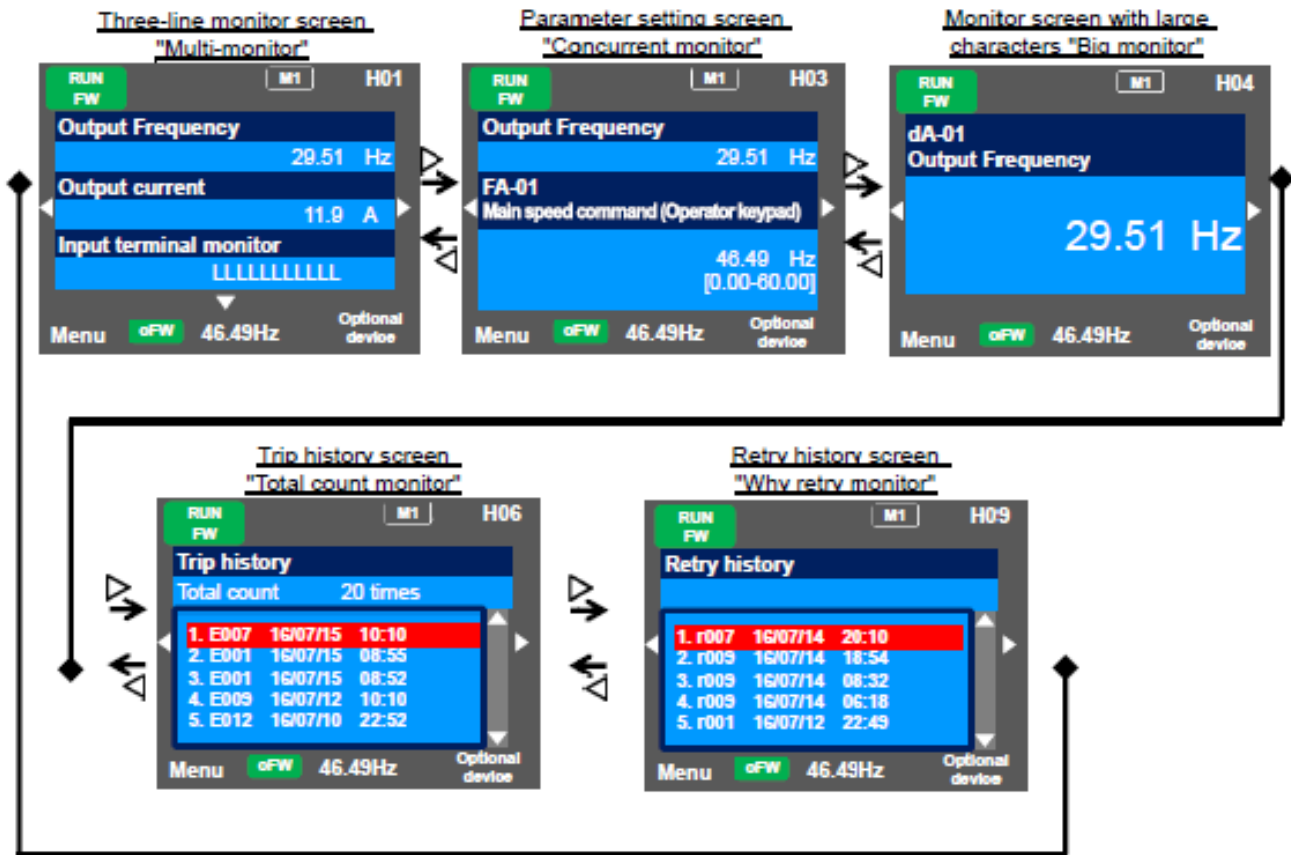 Three-line monitor screen
"Multi-monitor"
RUN
FW
M1
H01
Output Frequency
29.51 Hz
Output current
11.9 A
Input terminal monitor
LLLLLLLLLLL
Menu
oFW
46.49Hz
Optional
device
Parameter setting screen
"Concurrent monitor"
RUN
FW
M1
H03
Output Frequency
29.51 Hz
FA-01
Main speed command (Operator keypad)
46.49 Hz
[0.00-60.00]
Menu
oFW
46.49Hz
Optional
device
Monitor screen with large
characters "Big monitor"
RUN
FW
M1
H04
dA-01
Output Frequency
29.51 Hz
Menu
oFW
46.49Hz
Optional
device
Trip history screen
"Total count monitor"
RUN
FW
M1
H06
Trip history
Total count 20 times
1. E007 16/07/15 10:10
2. E001 16/07/15 08:55
3. E001 16/07/15 08:52
4. E009 16/07/12 10:10
5. E012 16/07/10 22:52
Menu
oFW
46.49Hz
Optional
device
Retry history screen
"Why retry monitor"
RUN
FW
M1
H09
Retry history
1. r007 16/07/14 20:10
2. r009 16/07/14 18:54
3. r009 16/07/14 08:32
4. r009 16/07/14 06:18
5. r001 16/07/12 22:49
Menu
oFW
46.49Hz
Optional
device